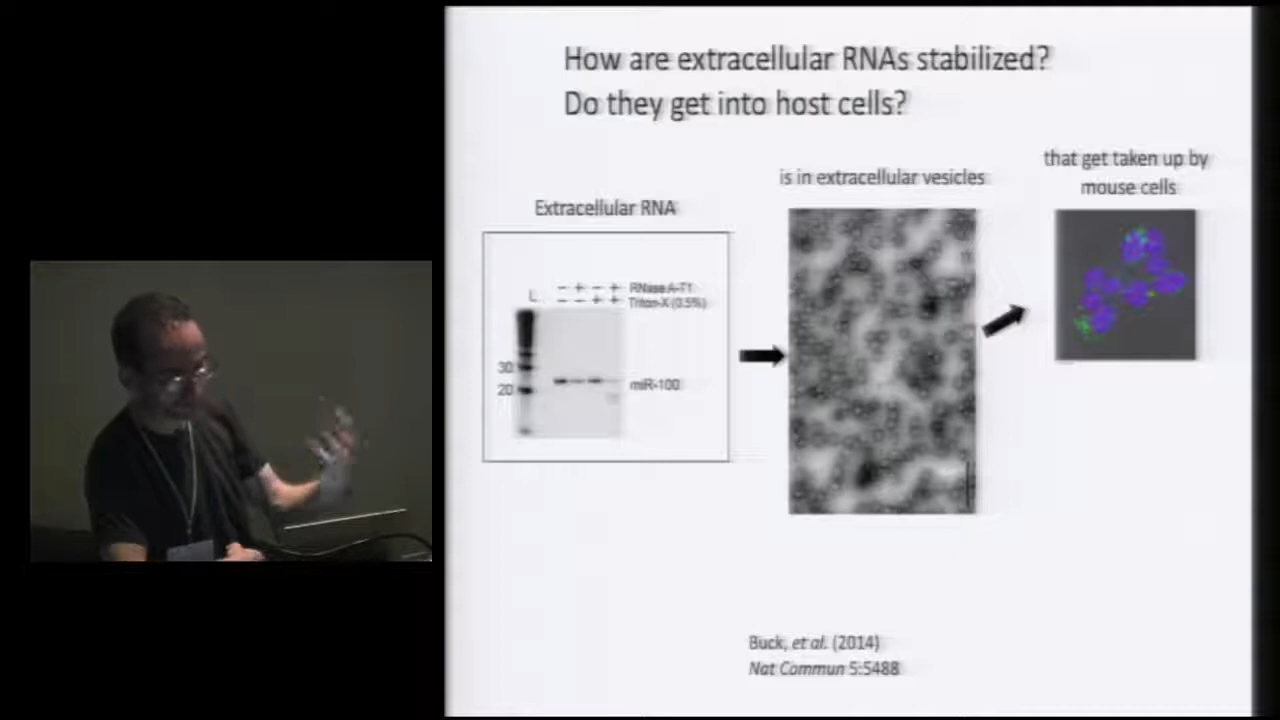 How are extracellular RNAs stabilized?
Do they get into host cells?
that get taken up by
mouse cells
is in extracellular vesicles
Extracellular RNA
L - + - + RNase A-T1
- - + + Triton-X (0.5%)
30
20
miR-100
Buck, et al. (2014)
Nat Commun 5:5488